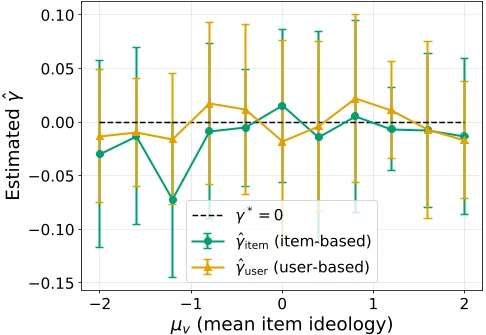 0.10
0.05
0.00
−0.05
−0.10
−0.15
Estimated γ̂
γ* = 0
γ̂item (item-based)
γ̂user (user-based)
−2 −1 0 1 2
μᵥ (mean item ideology)